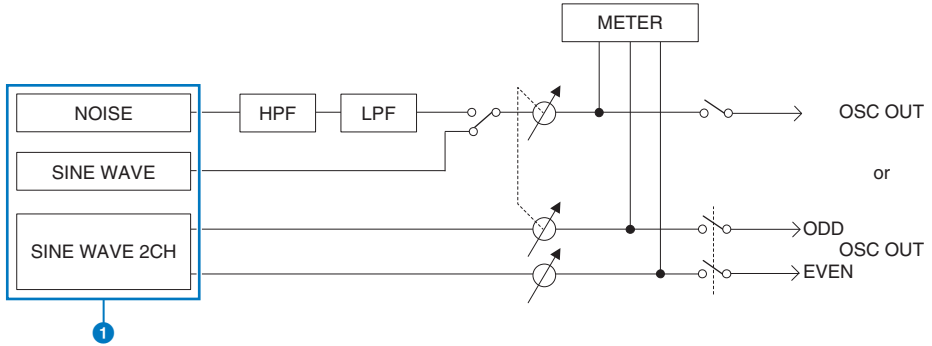 METER
NOISE
HPF
LPF
OSC OUT
SINE WAVE
or
SINE WAVE 2CH
ODD
OSC OUT
EVEN
1